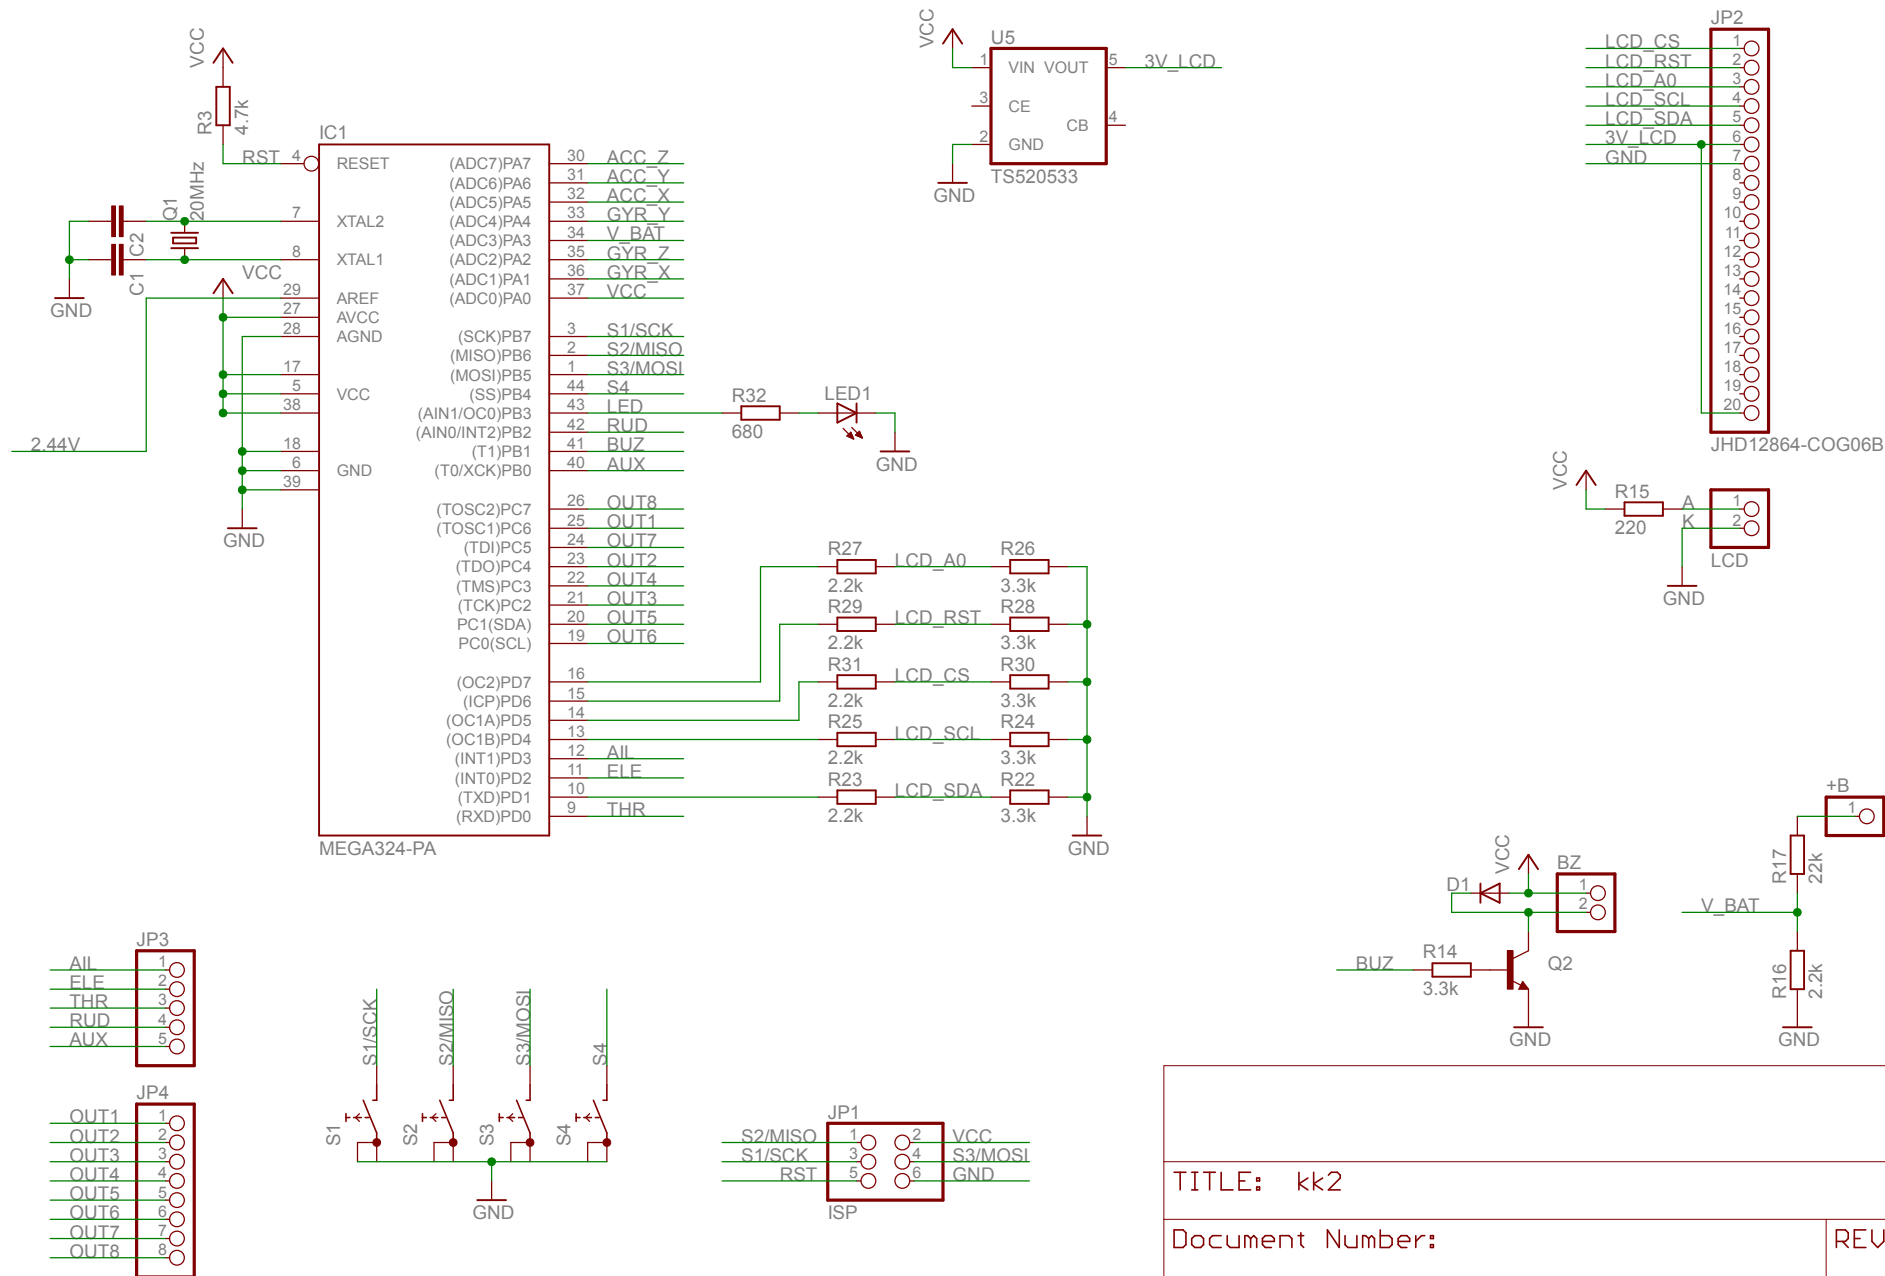 VCC
R3
4.7k
RST 4
IC1
RESET
XTAL2
XTAL1
AREF
AVCC
AGND
VCC
GND
7
8
29
27
28
17
5
38
18
6
39
Q1
20MHz
C2
C1
VCC
GND
2.44V
GND
(ADC7)PA7 30 ACC_Z
(ADC6)PA6 31 ACC_Y
(ADC5)PA5 32 ACC_X
(ADC4)PA4 33 GYR_Y
(ADC3)PA3 34 V_BAT
(ADC2)PA2 35 GYR_Z
(ADC1)PA1 36 GYR_X
(ADC0)PA0 37 VCC
(SCK)PB7 3 S1/SCK
(MISO)PB6 2 S2/MISO
(MOSI)PB5 1 S3/MOSI
(SS)PB4 44 S4
(AIN1/OC0)PB3 43 LED
(AIN0/INT2)PB2 42 RUD
(T1)PB1 41 BUZ
(T0/XCK)PB0 40 AUX
(TOSC2)PC7 26 OUT8
(TOSC1)PC6 25 OUT1
(TDI)PC5 24 OUT7
(TDO)PC4 23 OUT2
(TMS)PC3 22 OUT4
(TCK)PC2 21 OUT3
PC1(SDA) 20 OUT5
PC0(SCL) 19 OUT6
(OC2)PD7 16
(ICP)PD6 15
(OC1A)PD5 14
(OC1B)PD4 13
(INT1)PD3 12 AIL
(INT0)PD2 11 ELE
(TXD)PD1 10
(RXD)PD0 9 THR
MEGA324-PA
R32
680
LED1
GND
R27 LCD_A0 R26
2.2k 3.3k
R29 LCD_RST R28
2.2k 3.3k
R31 LCD_CS R30
2.2k 3.3k
R25 LCD_SCL R24
2.2k 3.3k
R23 LCD_SDA R22
2.2k 3.3k
GND
VCC
U5
1 VIN VOUT 5 3V_LCD
3 CE
CB 4
2 GND
TS520533
GND
JP2
LCD_CS 1
LCD_RST 2
LCD_A0 3
LCD_SCL 4
LCD_SDA 5
3V_LCD 6
GND 7
8
9
10
11
12
13
14
15
16
17
18
19
20
JHD12864-COG06B
VCC
R15
220
A 1
K 2
LCD
GND
+B
1
R17
22k
V_BAT
R16
2.2k
GND
VCC
BZ
D1
1
2
BUZ
R14
3.3k
Q2
GND
JP3
AIL 1
ELE 2
THR 3
RUD 4
AUX 5
JP4
OUT1 1
OUT2 2
OUT3 3
OUT4 4
OUT5 5
OUT6 6
OUT7 7
OUT8 8
S1/SCK
S2/MISO
S3/MOSI
S4
S1
S2
S3
S4
GND
JP1
S2/MISO 1 2 VCC
S1/SCK 3 4 S3/MOSI
RST 5 6 GND
ISP
TITLE: kk2
Document Number:
REV